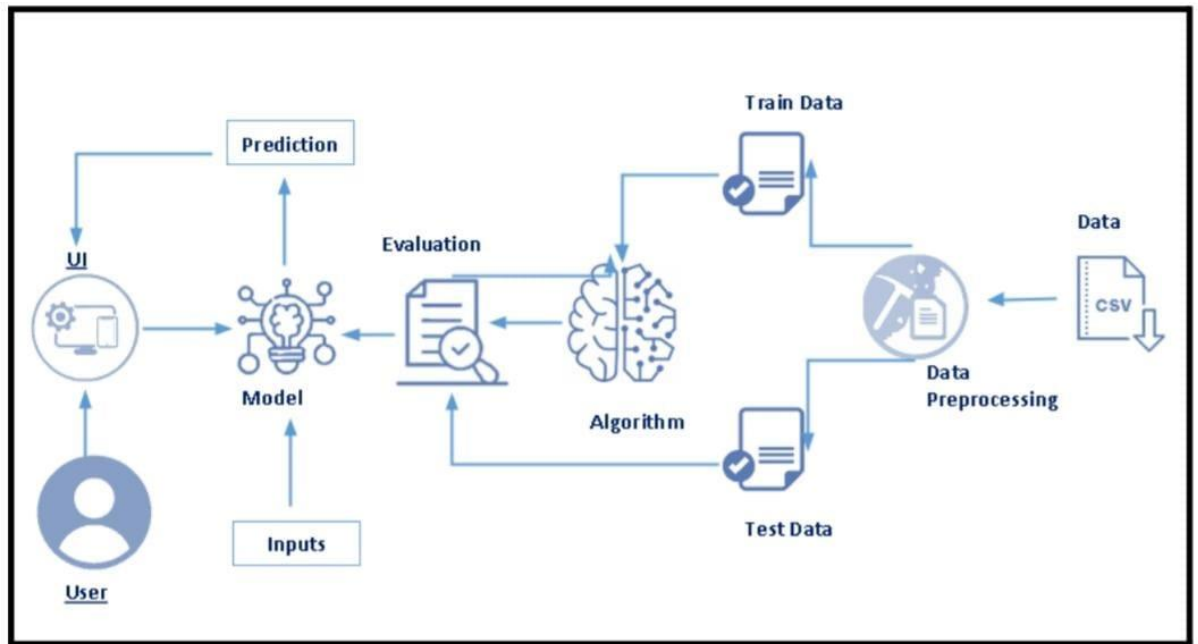 Train Data
Prediction
Data
Evaluation
UI
CSV
Data
Preprocessing
Model
Algorithm
Test Data
Inputs
User